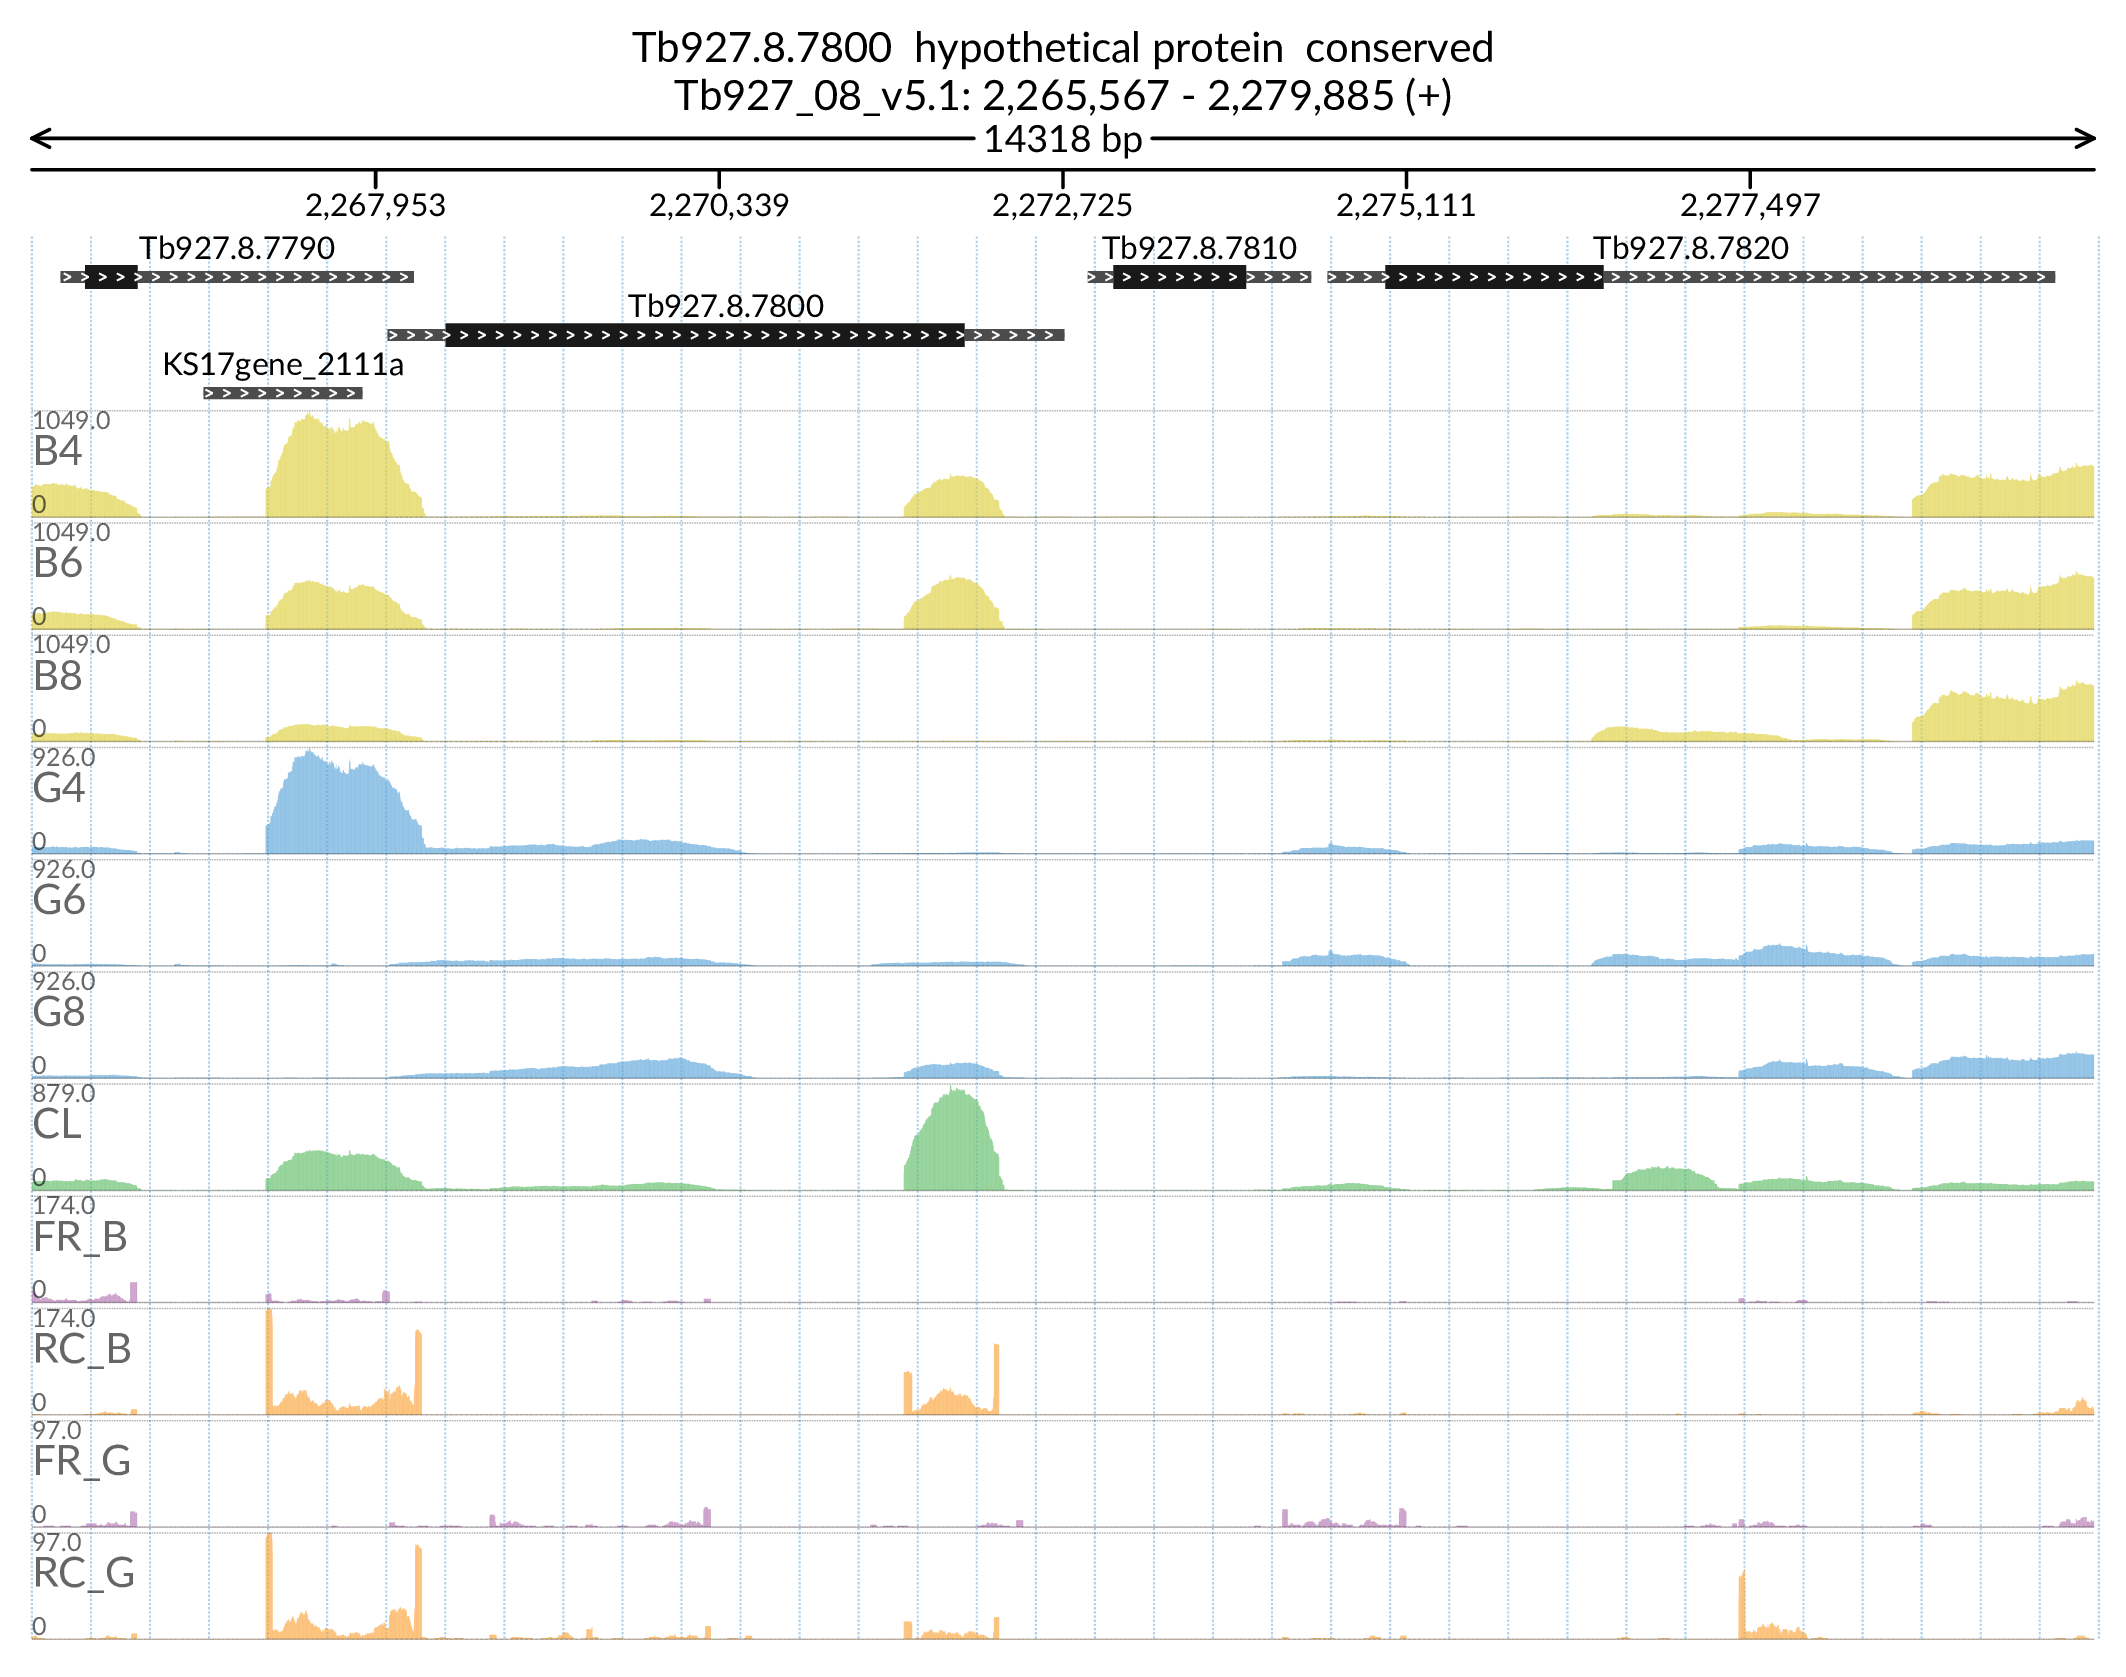 Tb927.8.7800  hypothetical protein  conserved
Tb927_08_v5.1: 2,265,567 - 2,279,885 (+)
14318 bp
2,267,953 2,270,339 2,272,725 2,275,111 2,277,497
Tb927.8.7790 Tb927.8.7810 Tb927.8.7820
Tb927.8.7800
KS17gene_2111a
1049.0
B4
0
1049.0
B6
0
1049.0
B8
0
926.0
G4
0
926.0
G6
0
926.0
G8
0
879.0
CL
0
174.0
FR_B
0
174.0
RC_B
0
97.0
FR_G
0
97.0
RC_G
0